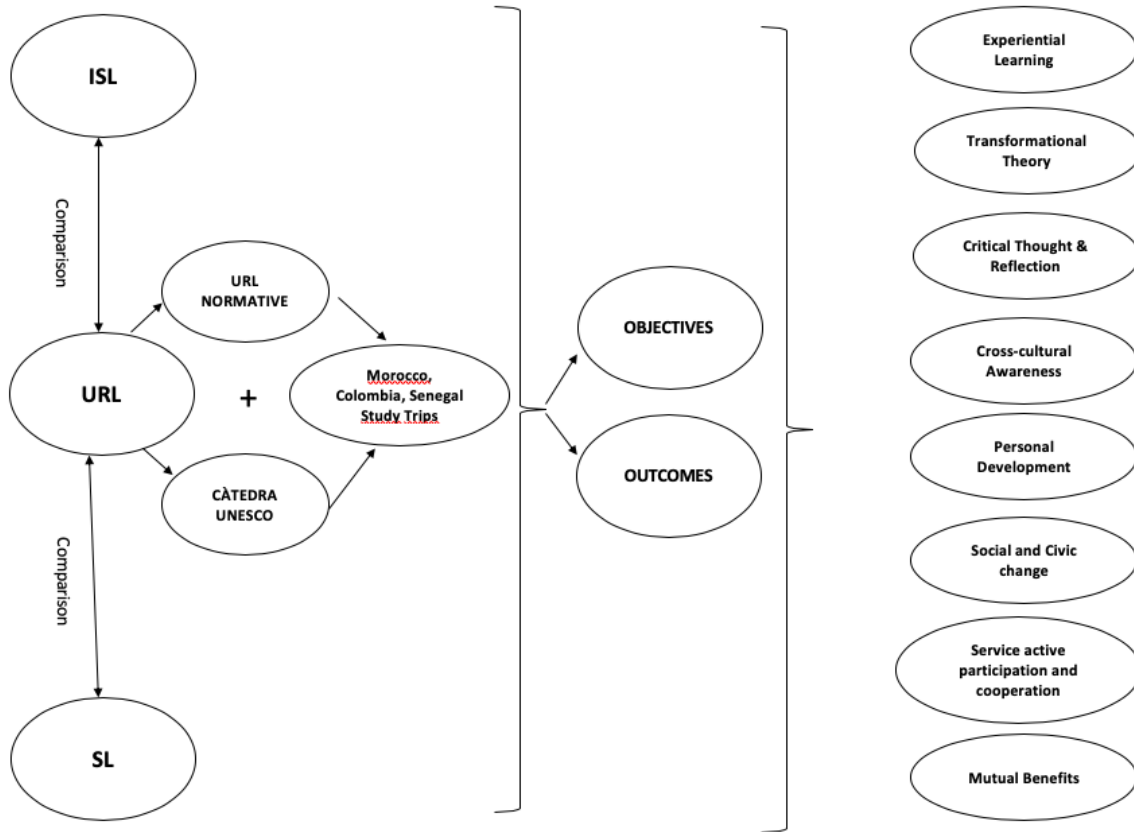 ISL
Comparison
URL
Comparison
SL
URL
NORMATIVE
+
CÀTEDRA
UNESCO
Morocco,
Colombia, Senegal
Study Trips
OBJECTIVES
OUTCOMES
Experiential
Learning
Transformational
Theory
Critical Thought &
Reflection
Cross-cultural
Awareness
Personal
Development
Social and Civic
change
Service active
participation and
cooperation
Mutual Benefits